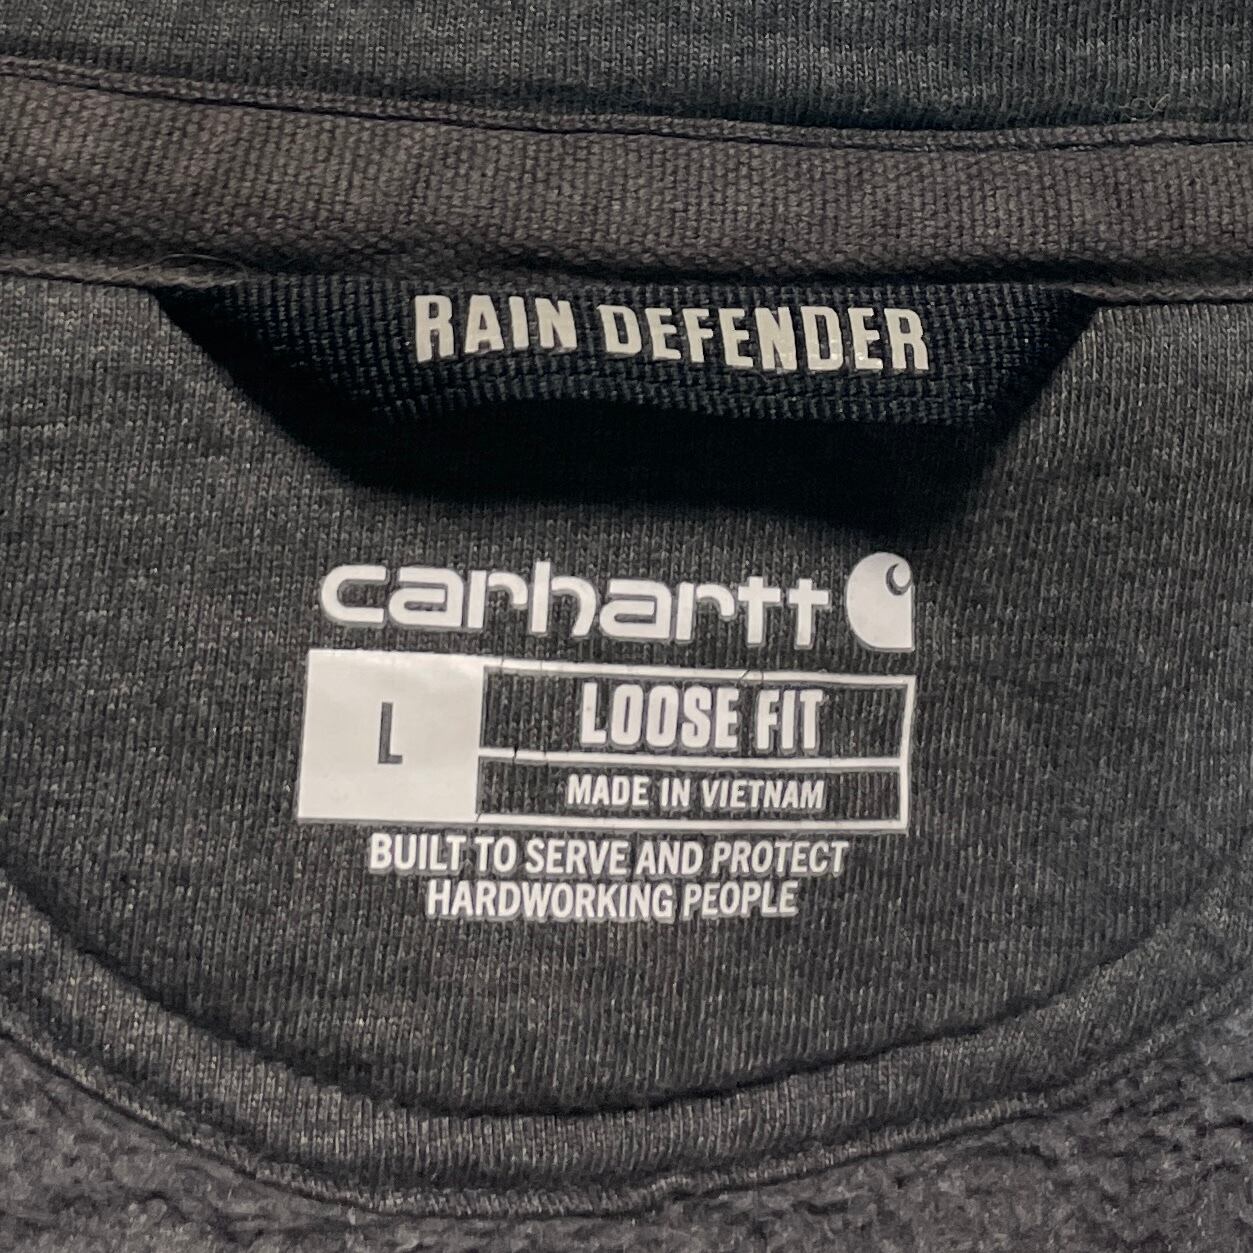 RAIN DEFENDER
carhartt
L
LOOSE FIT
MADE IN VIETNAM
BUILT TO SERVE AND PROTECT
HARDWORKING PEOPLE